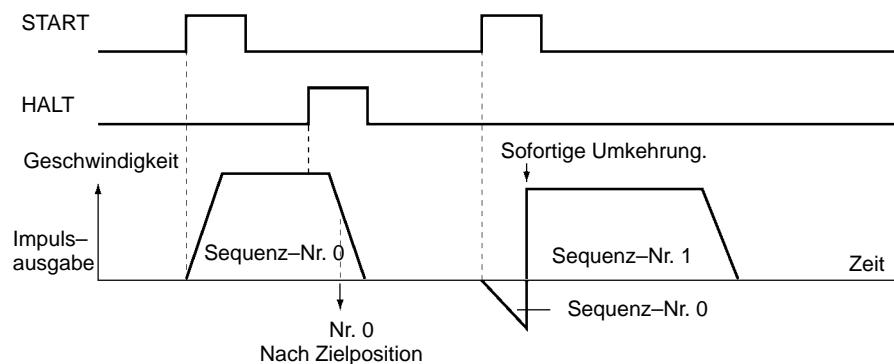 START
HALT
Geschwindigkeit
Sofortige Umkehrung.
Impuls–
ausgabe
Sequenz–Nr. 0
Sequenz–Nr. 1
Zeit
Sequenz–Nr. 0
Nr. 0
Nach Zielposition